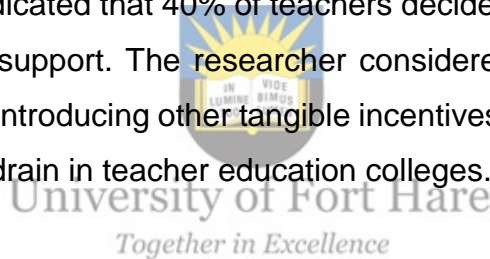 dicated that 40% of teachers decide
support. The researcher considere
IN VIDE
LUMINE BIMUS
introducing other tangible incentives
drain in teacher education colleges.
University of Fort Hare
Together in Excellence